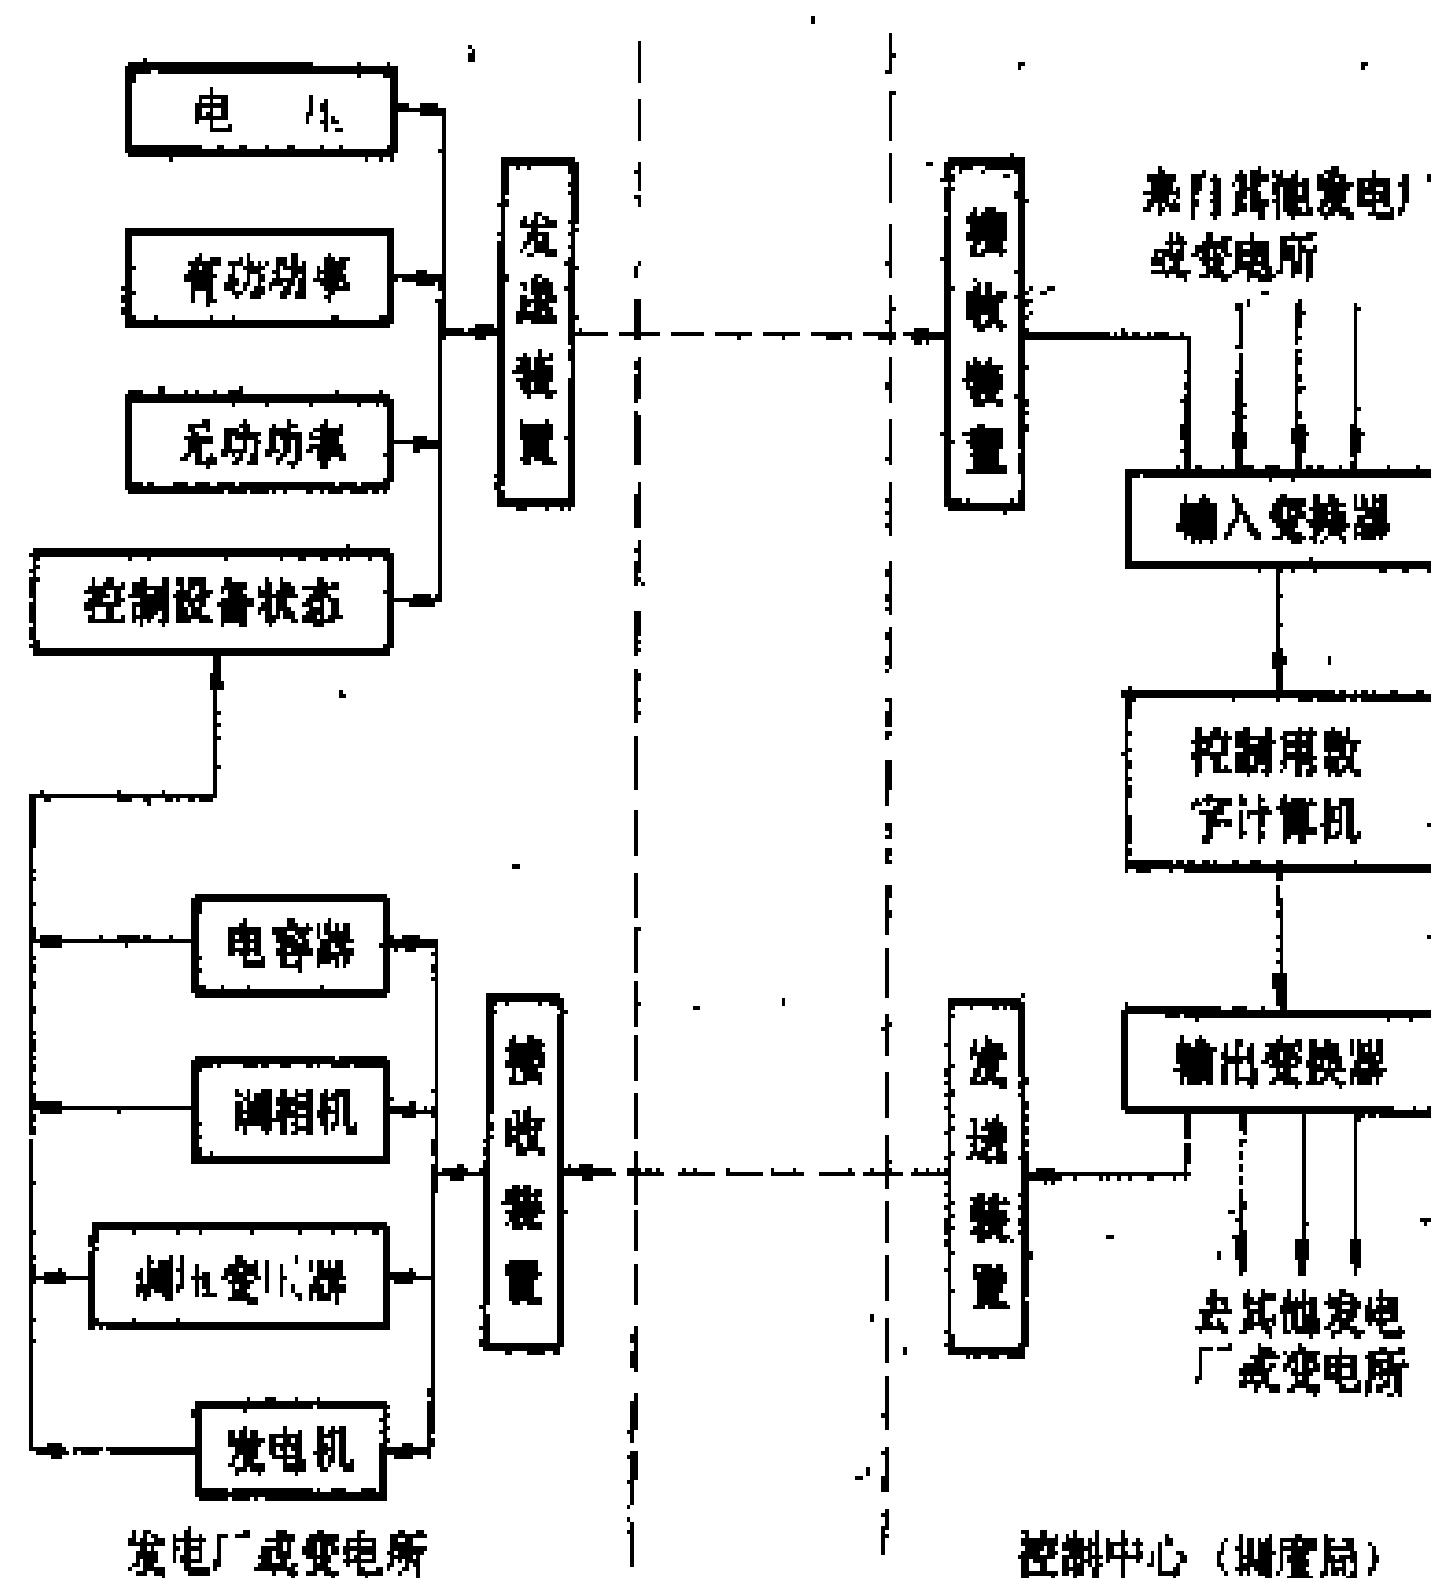 电 压
有功功率
无功功率
控制设备状态
发送装置
接收装置
来自其他发电厂
或变电所
输入变换器
控制用数
字计算机
输出变换器
发送装置
去其他发电
厂或变电所
接收装置
电容器
调相机
调压变压器
发电机
发电厂或变电所
控制中心（调度局）